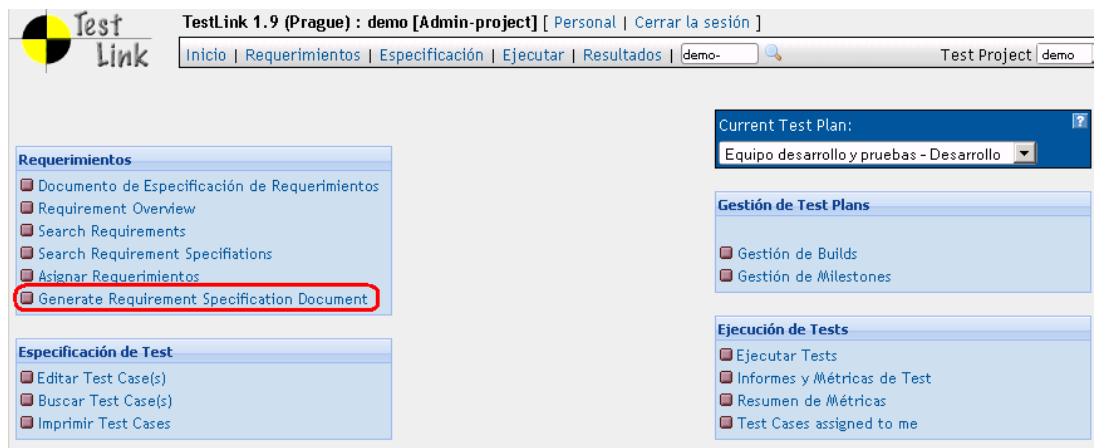 Test
Link
TestLink 1.9 (Prague) : demo [Admin-project] [ Personal | Cerrar la sesión ]
Inicio | Requerimientos | Especificación | Ejecutar | Resultados | demo-
Test Project demo
Current Test Plan:
?
Equipo desarrollo y pruebas - Desarrollo
Requerimientos
Documento de Especificación de Requerimientos
Requirement Overview
Search Requirements
Search Requirement Specifiations
Asignar Requerimientos
Generate Requirement Specification Document
Gestión de Test Plans
Gestión de Builds
Gestión de Milestones
Especificación de Test
Editar Test Case(s)
Buscar Test Case(s)
Imprimir Test Cases
Ejecución de Tests
Ejecutar Tests
Informes y Métricas de Test
Resumen de Métricas
Test Cases assigned to me